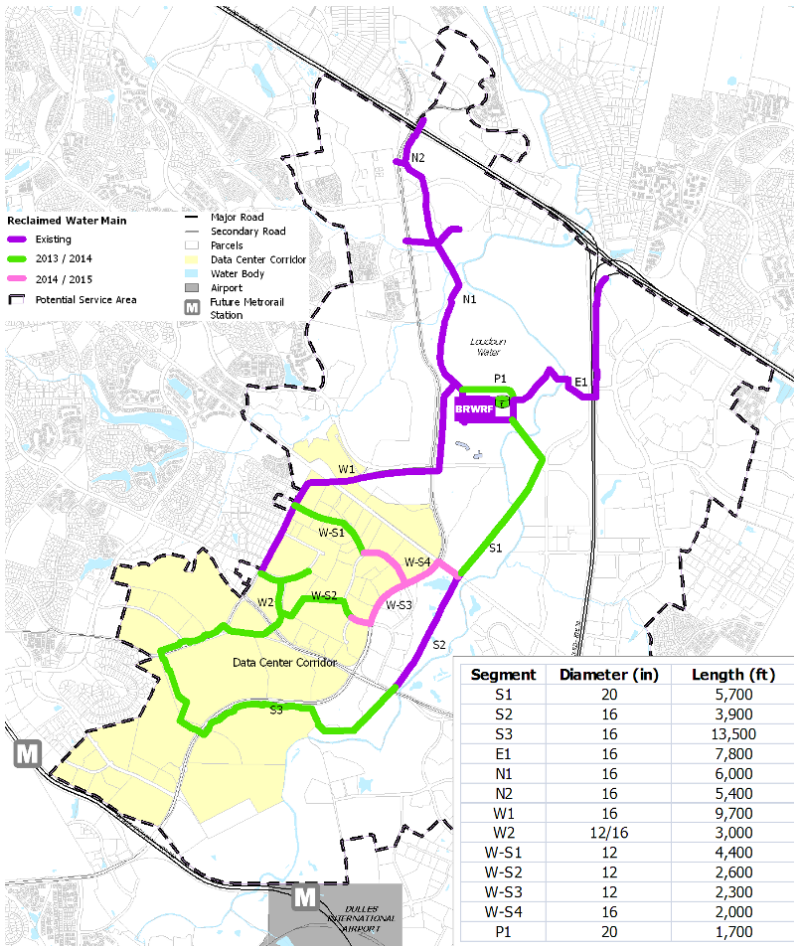 N2
Reclaimed Water Main
Existing
2013 / 2014
2014 / 2015
Potential Service Area
Major Road
Secondary Road
Parcels
Data Center Corridor
Water Body
Airport
M Future Metrorail
Station
N1
Loudoun
Water
P1
E1
BRWRF
W1
W-S1
S1
W-S4
W-S2
W2
W-S3
S2
Data Center Corridor
S3
M
M
DULLES
INTERNATIONAL
AIRPORT
Segment Diameter (in) Length (ft)
S1 20 5,700
S2 16 3,900
S3 16 13,500
E1 16 7,800
N1 16 6,000
N2 16 5,400
W1 16 9,700
W2 12/16 3,000
W-S1 12 4,400
W-S2 12 2,600
W-S3 12 2,300
W-S4 16 2,000
P1 20 1,700